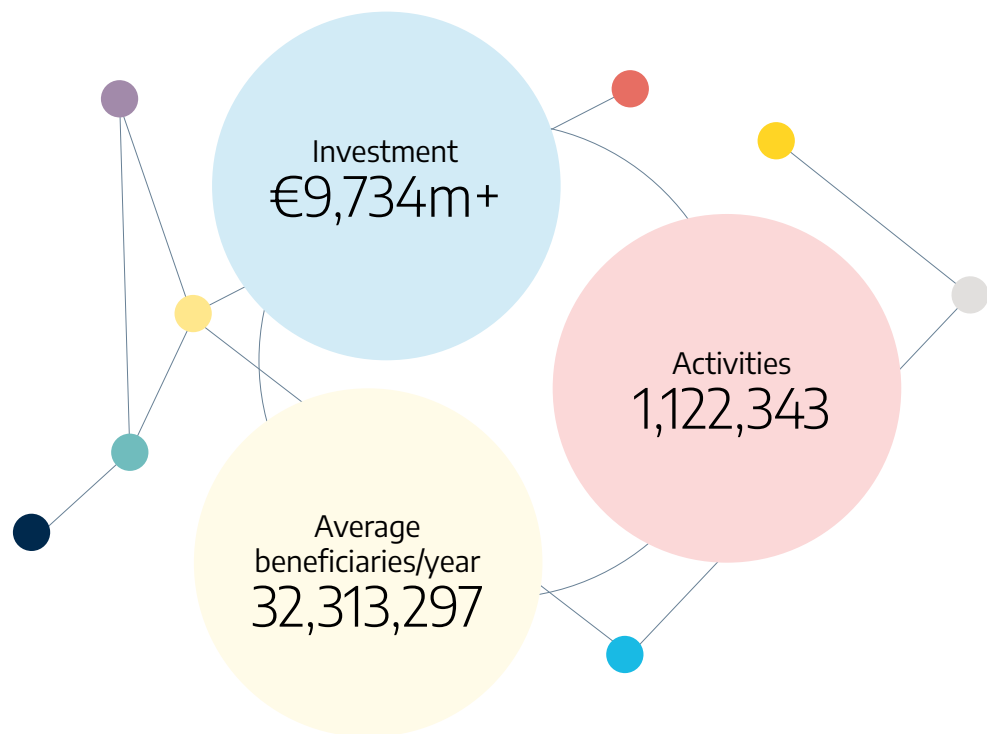 Investment
€9,734m+
Activities
1,122,343
Average
beneficiaries/year
32,313,297